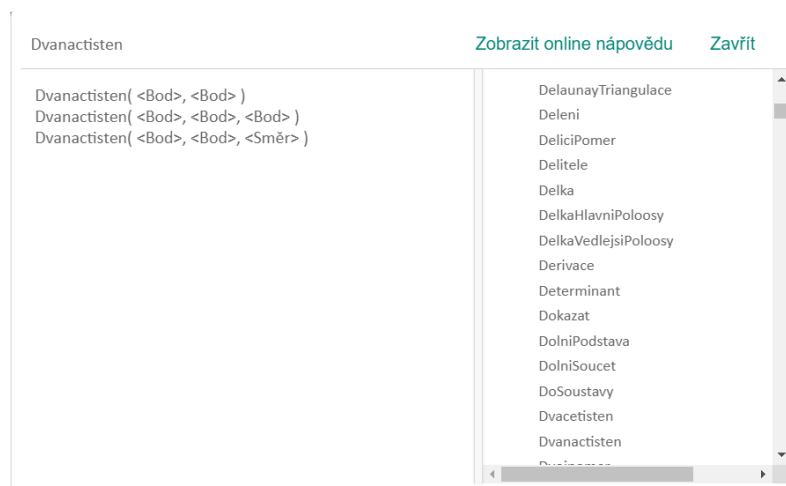 Dvanactisten
Zobrazit online nápovědu
Zavřít
Dvanactisten( <Bod>, <Bod> )
Dvanactisten( <Bod>, <Bod>, <Bod> )
Dvanactisten( <Bod>, <Bod>, <Směr> )
DelaunayTriangulace
Deleni
DeliciPomer
Delitele
Delka
DelkaHlavniPoloosy
DelkaVedlejsiPoloosy
Derivace
Determinant
Dokazat
DolniPodstava
DolniSoucet
DoSoustavy
Dvacetisten
Dvanactisten